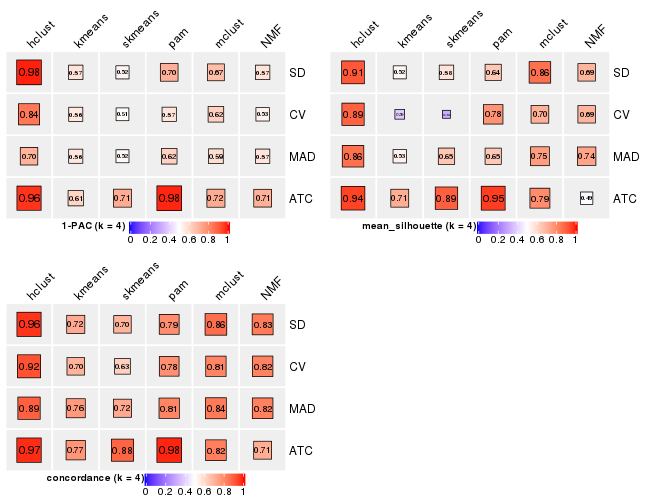 hclust kmeans skmeans pam mclust NMF
0.98 0.57 0.52 0.70 0.67 0.57 SD
0.84 0.56 0.51 0.57 0.62 0.53 CV
0.70 0.56 0.52 0.62 0.59 0.57 MAD
0.96 0.61 0.71 0.98 0.72 0.71 ATC
1-PAC (k = 4)
0 0.2 0.4 0.6 0.8 1
hclust kmeans skmeans pam mclust NMF
0.91 0.52 0.58 0.64 0.86 0.69 SD
0.89 0.78 0.70 0.69 CV
0.86 0.53 0.65 0.65 0.75 0.74 MAD
0.94 0.71 0.89 0.95 0.79 0.49 ATC
mean_silhouette (k = 4)
0 0.2 0.4 0.6 0.8 1
hclust kmeans skmeans pam mclust NMF
0.96 0.72 0.70 0.79 0.86 0.83 SD
0.92 0.70 0.63 0.78 0.81 0.82 CV
0.89 0.76 0.72 0.81 0.84 0.82 MAD
0.97 0.77 0.88 0.98 0.82 0.71 ATC
concordance (k = 4)
0 0.2 0.4 0.6 0.8 1